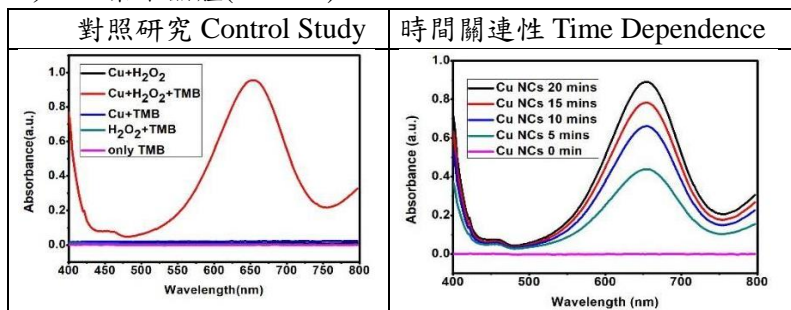 對照研究 Control Study
時間關連性 Time Dependence
1.0
0.8
0.6
0.4
0.2
0.0
Absorbance(a.u.)
Cu+H2O2
Cu+H2O2+TMB
Cu+TMB
H2O2+TMB
only TMB
400 450 500 550 600 650 700 750 800
Wavelength(nm)
1.0
0.8
0.6
0.4
0.2
0.0
Absorbance (a.u.)
Cu NCs 20 mins
Cu NCs 15 mins
Cu NCs 10 mins
Cu NCs 5 mins
Cu NCs 0 min
400 500 600 700 800
Wavelength (nm)